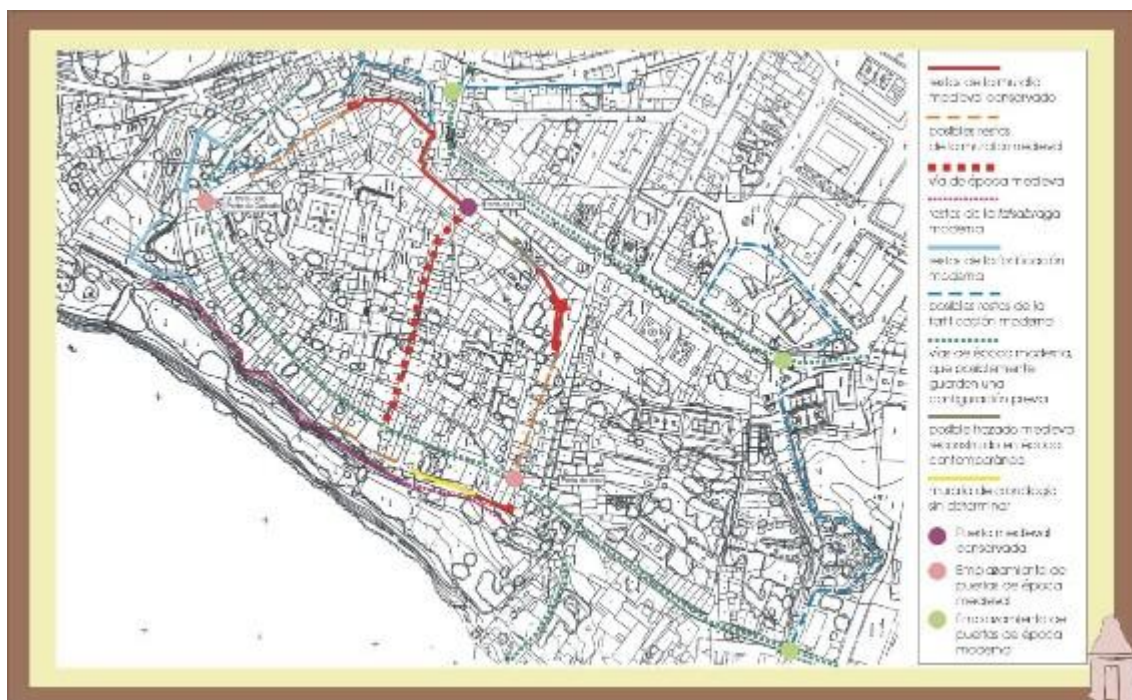 restos de la muralla
medieval conservada
posibles restos
de la muralla medieval
vía de época medieval
restos de la falsabraga
moderna
restos de la fortificación
moderna
posibles restos de la
fortificación moderna
vías de época moderna,
que posiblemente
guarden una
configuración previa
posible trazado medieval
reconstruido en época
contemporánea
muralla de cronología
sin determinar
Puerta medieval
conservada
Emplazamiento de
puertas de época
medieval
Emplazamiento de
puertas de época
moderna